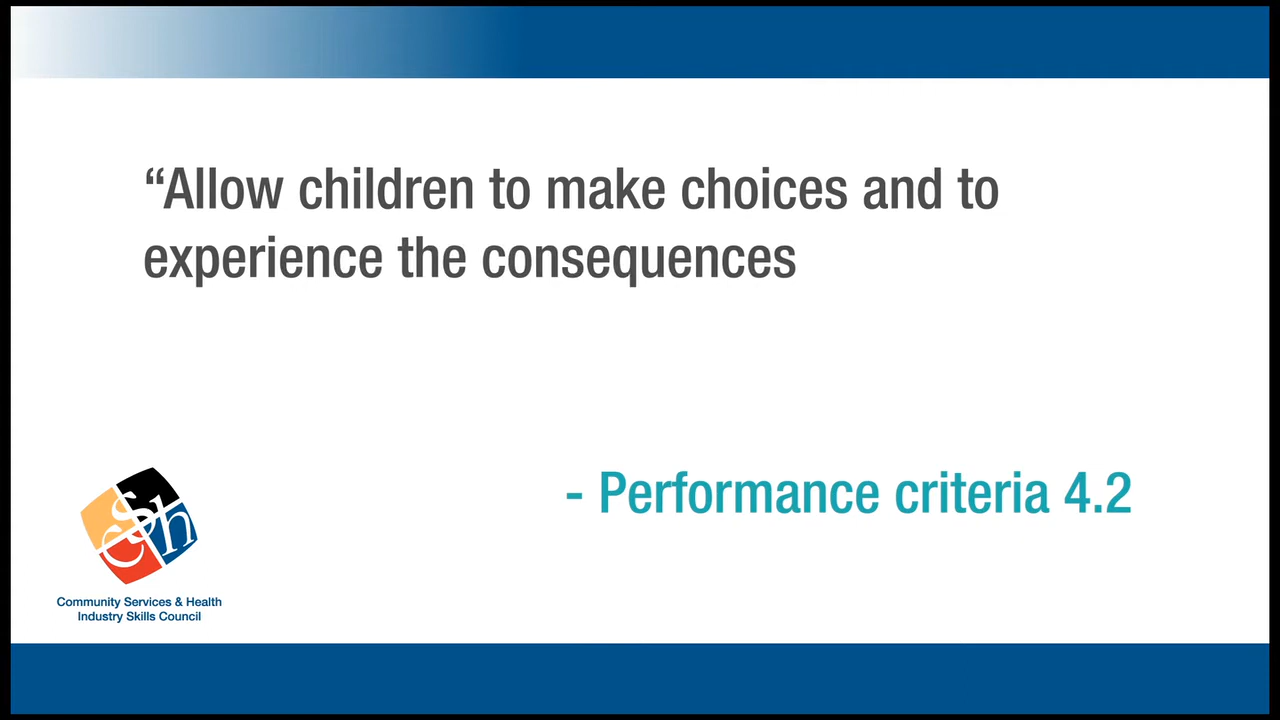 “Allow children to make choices and to
experience the consequences
- Performance criteria 4.2
cs&h
Community Services & Health
Industry Skills Council